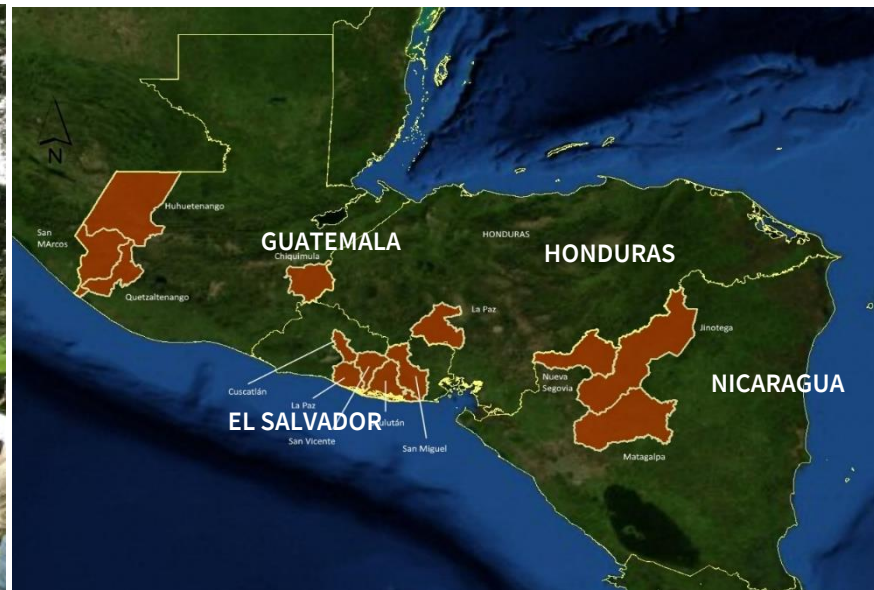 N
Huhuetenango
San
MArcos
Quetzaltenango
GUATEMALA
Chiquimula
HONDURAS
HONDURAS
La Paz
Jinotega
Nueva
Segovia
NICARAGUA
Matagalpa
Cuscatlán
La Paz
EL SALVADOR
ulután
San Vicente
San Miguel